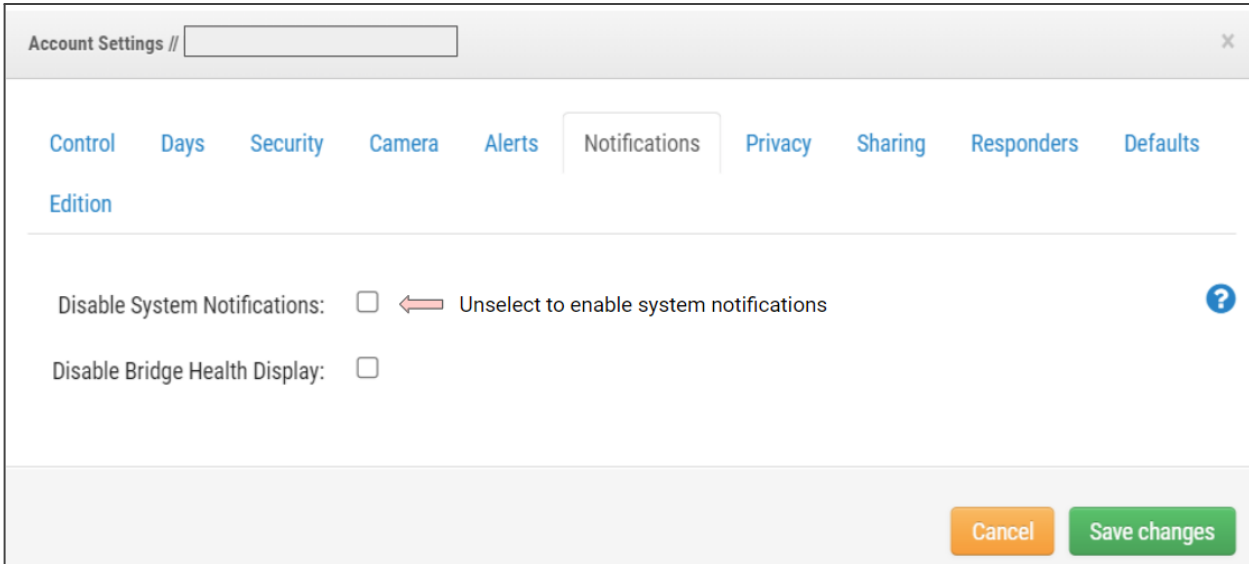 Account Settings //
×
Control Days Security Camera Alerts Notifications Privacy Sharing Responders Defaults
Edition
Disable System Notifications: Unselect to enable system notifications ?
Disable Bridge Health Display:
Cancel Save changes